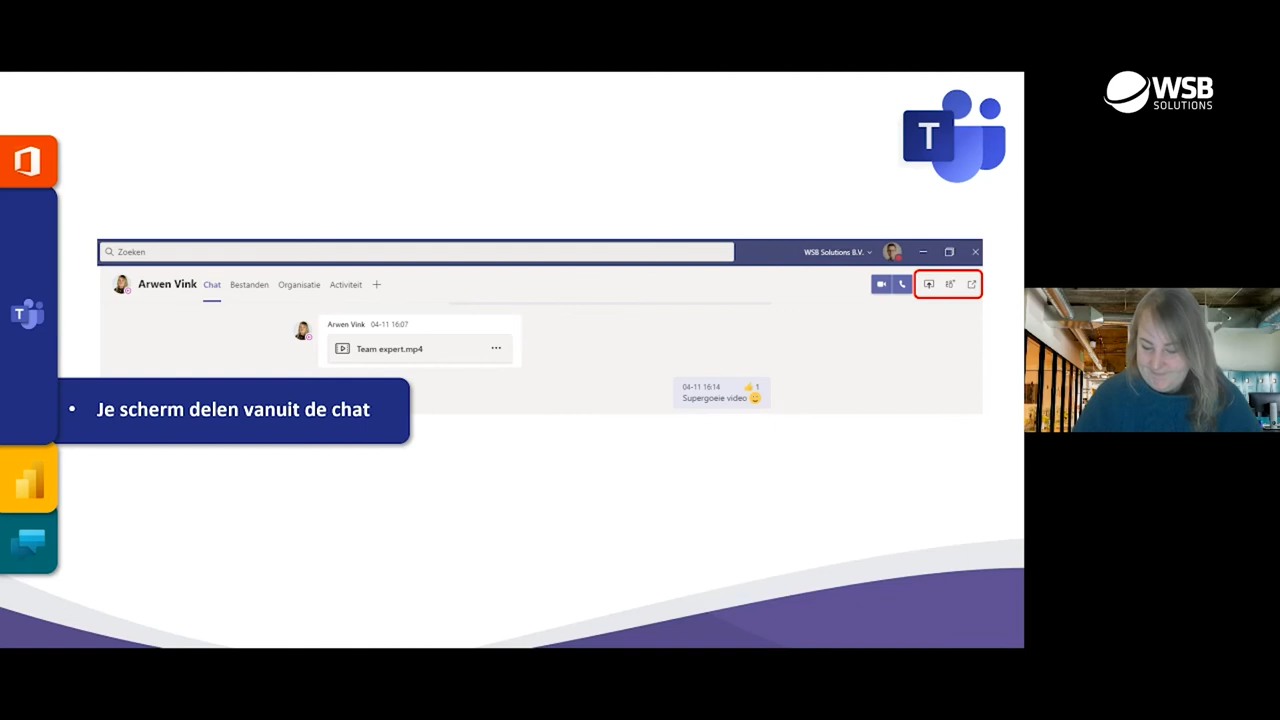 WSB
SOLUTIONS
T
Zoeken
WSB Solutions B.V.
Arwen Vink Chat Bestanden Organisatie Activiteit
Arwen Vink 04-11 16:07
Team expert.mp4
04-11 16:14 👍 1
Supergoeie video 😀
• Je scherm delen vanuit de chat
T